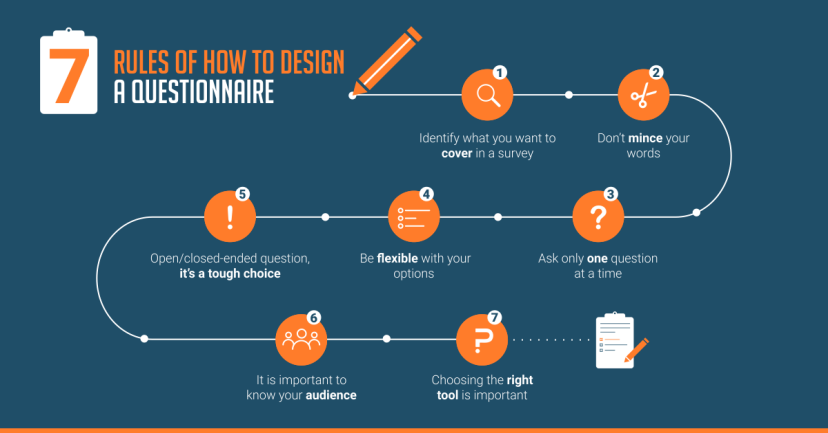 7
RULES OF HOW TO DESIGN
A QUESTIONNAIRE
1
Identify what you want to
cover in a survey
2
Don't mince your
words
3
Ask only one question
at a time
4
Be flexible with your
options
5
Open/closed-ended question,
it's a tough choice
6
It is important to
know your audience
7
Choosing the right
tool is important